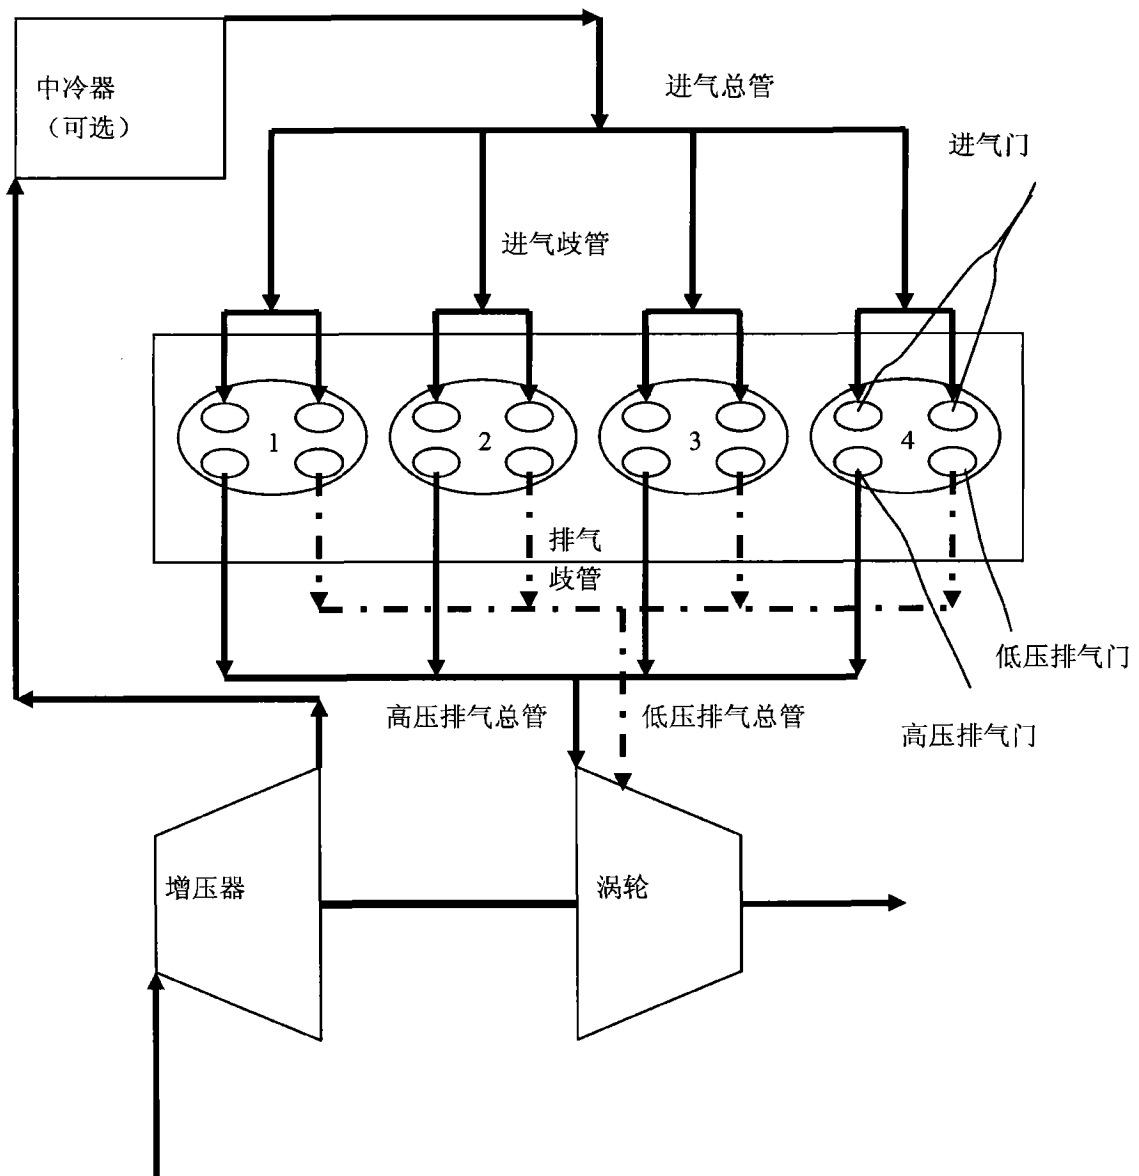 中冷器
（可选）
进气总管
进气门
进气歧管
1
2
3
4
排气
歧管
低压排气门
高压排气总管
低压排气总管
高压排气门
增压器
涡轮